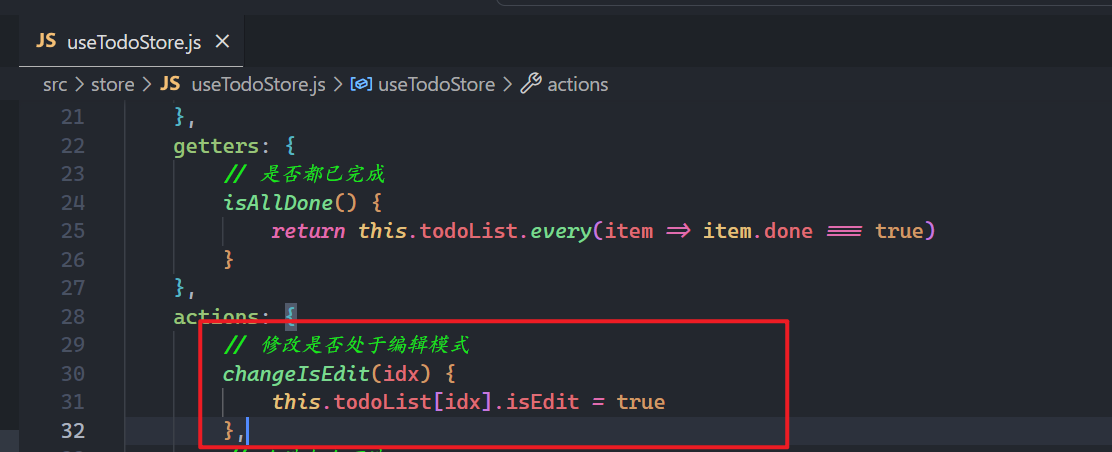 JS useTodoStore.js ×
src > store > JS useTodoStore.js > useTodoStore > actions
21 },
22 getters: {
23 // 是否都已完成
24 isAllDone() {
25 return this.todoList.every(item => item.done === true)
26 }
27 },
28 actions: {
29 // 修改是否处于编辑模式
30 changeIsEdit(idx) {
31 this.todoList[idx].isEdit = true
32 },